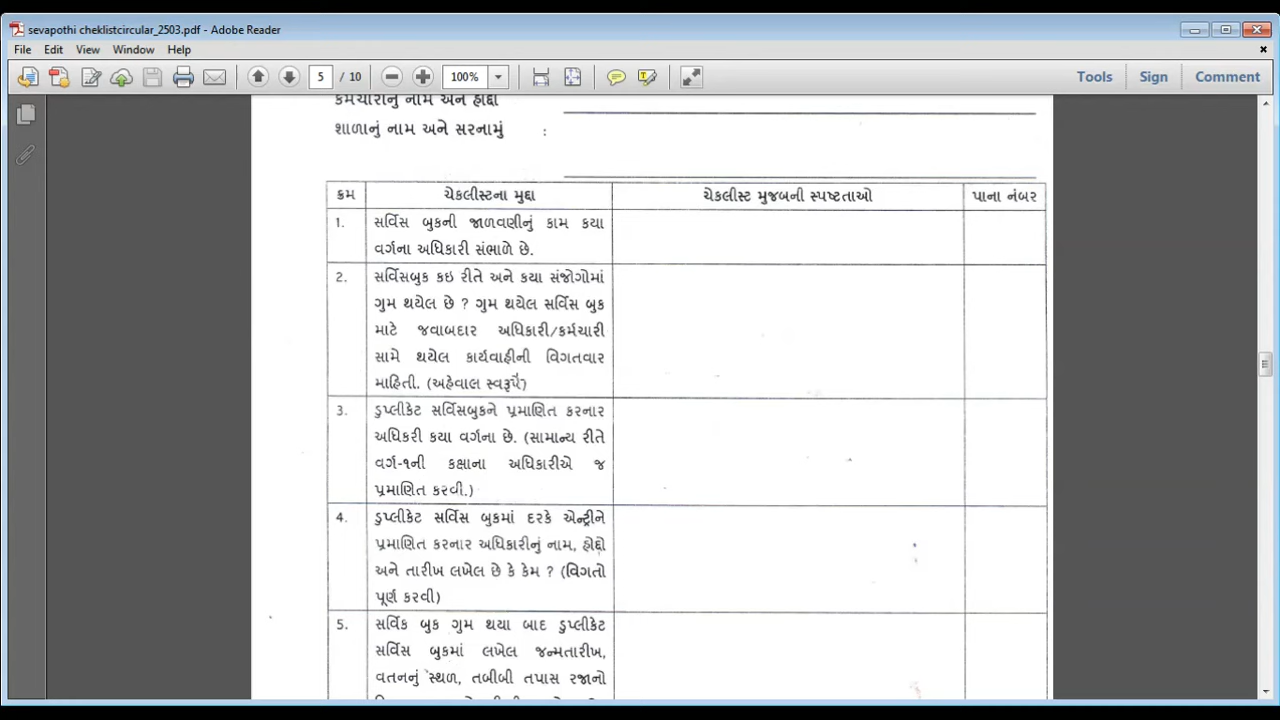 sevapothi cheklistcircular_2503.pdf - Adobe Reader
File Edit View Window Help
5 / 10 100% Tools Sign Comment
કર્મચારીનું નામ અને હોદ્દો
શાળાનું નામ અને સરનામું :
ક્રમ ચેકલીસ્ટના મુદ્દા ચેકલીસ્ટ મુજબની સ્પષ્ટતાઓ પાના નંબર
1. સર્વિસ બુકની જાળવણીનું કામ કયા
વર્ગના અધિકારી સંભાળે છે.
2. સર્વિસબુક કઇ રીતે અને કયા સંજોગોમાં
ગુમ થયેલ છે ? ગુમ થયેલ સર્વિસ બુક
માટે જવાબદાર અધિકારી/કર્મચારી
સામે થયેલ કાર્યવાહીની વિગતવાર
માહિતી. (અહેવાલ સ્વરૂપે)
3. ડુપ્લીકેટ સર્વિસબુકને પ્રમાણિત કરનાર
અધિકરી કયા વર્ગના છે. (સામાન્ય રીતે
વર્ગ-૧ની કક્ષાના અધિકારીએ જ
પ્રમાણિત કરવી.)
4. ડુપ્લીકેટ સર્વિસ બુકમાં દરકે એન્ટ્રીને
પ્રમાણિત કરનાર અધિકારીનું નામ, હોદ્દો
અને તારીખ લખેલ છે કે કેમ ? (વિગતો
પૂર્ણ કરવી)
5. સર્વિક બુક ગુમ થયા બાદ ડુપ્લીકેટ
સર્વિસ બુકમાં લખેલ જન્મતારીખ,
વતનનું સ્થળ, તબીબી તપાસ રજાનો